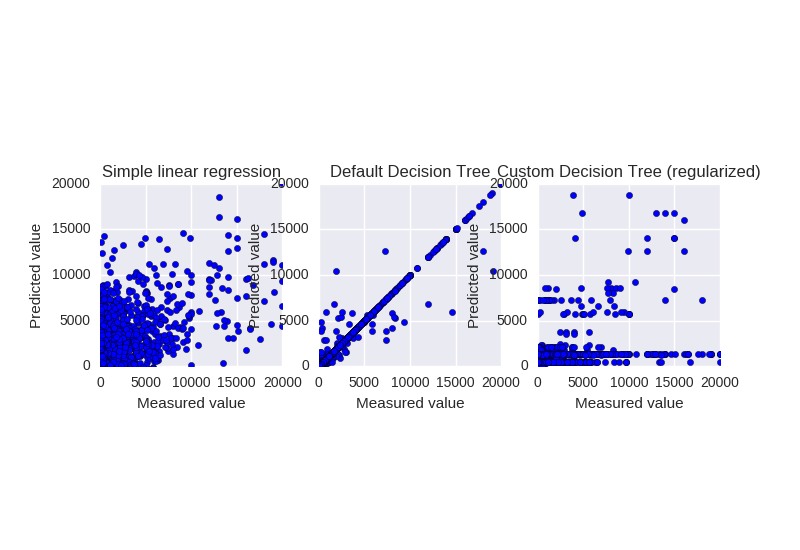 Simple linear regression
20000
15000
10000
5000
0
0 5000 10000 15000 20000
Predicted value
Measured value
Default Decision Tree
20000
15000
10000
5000
0
0 5000 10000 15000 20000
Predicted value
Measured value
Custom Decision Tree (regularized)
20000
15000
10000
5000
0
0 5000 10000 15000 20000
Predicted value
Measured value